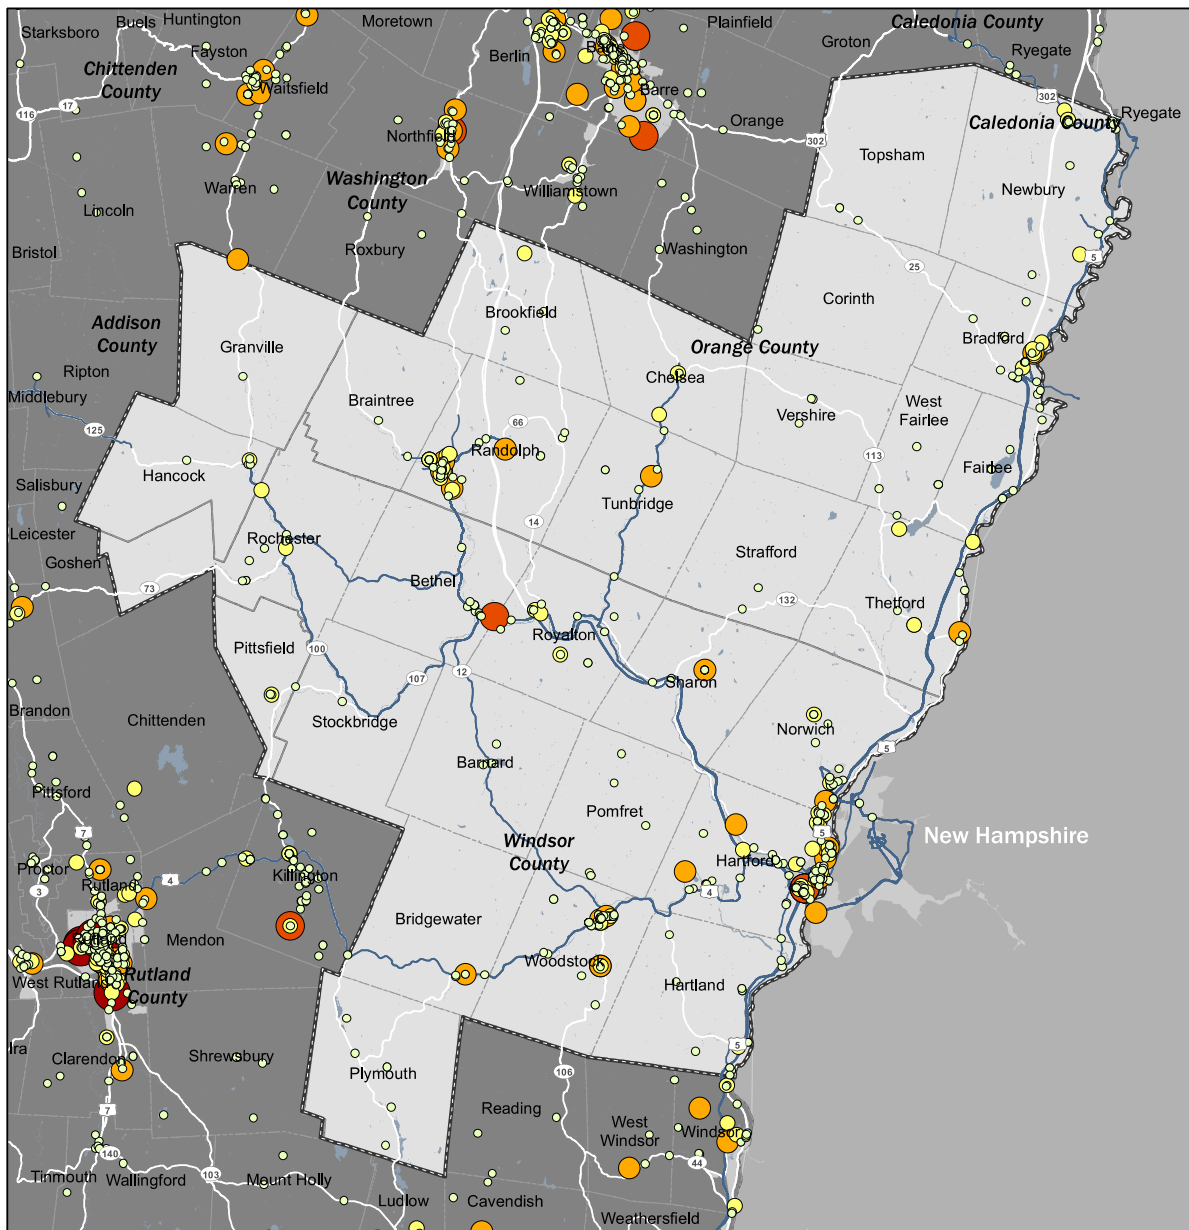 Starksboro
Buels
Huntington
Moretown
Plainfield
Caledonia County
Fayston
Berlin
Barre
Groton
Ryegate
Chittenden
County
Waitsfield
Barre
302
116
17
Orange
Ryegate
Northfield
302
Caledonia County
Topsham
Warren
Washington
County
Williamstown
Newbury
Lincoln
Roxbury
Washington
Bristol
5
25
Corinth
Addison
County
Brookfield
Granville
Orange County
Bradford
Ripton
Chelsea
Middlebury
Braintree
West
Fairlee
Vershire
66
125
Randolph
113
Hancock
Fairlee
Salisbury
Tunbridge
14
Leicester
Rochester
Strafford
Goshen
Bethel
73
132
Thetford
Royalton
Pittsfield
100
12
107
Sharon
Brandon
Chittenden
Stockbridge
Norwich
5
Barnard
Pittsford
Pomfret
7
5
New Hampshire
Windsor
County
Hartford
Proctor
Rutland
4
Killington
3
4
Bridgewater
Rutland
Mendon
Woodstock
West Rutland
Rutland
County
Hartland
Ira
Clarendon
Shrewsbury
5
106
Plymouth
7
Reading
West
Windsor
Windsor
140
44
Tinmouth
Wallingford
103
Mount Holly
Ludlow
Cavendish
Weathersfield